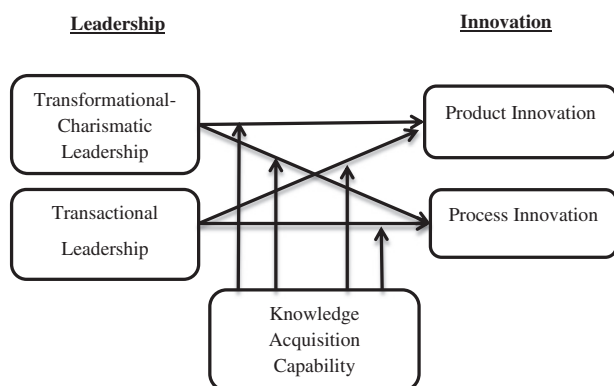 Leadership
Innovation
Transformational-
Charismatic
Leadership
Product Innovation
Transactional
Leadership
Process Innovation
Knowledge
Acquisition
Capability